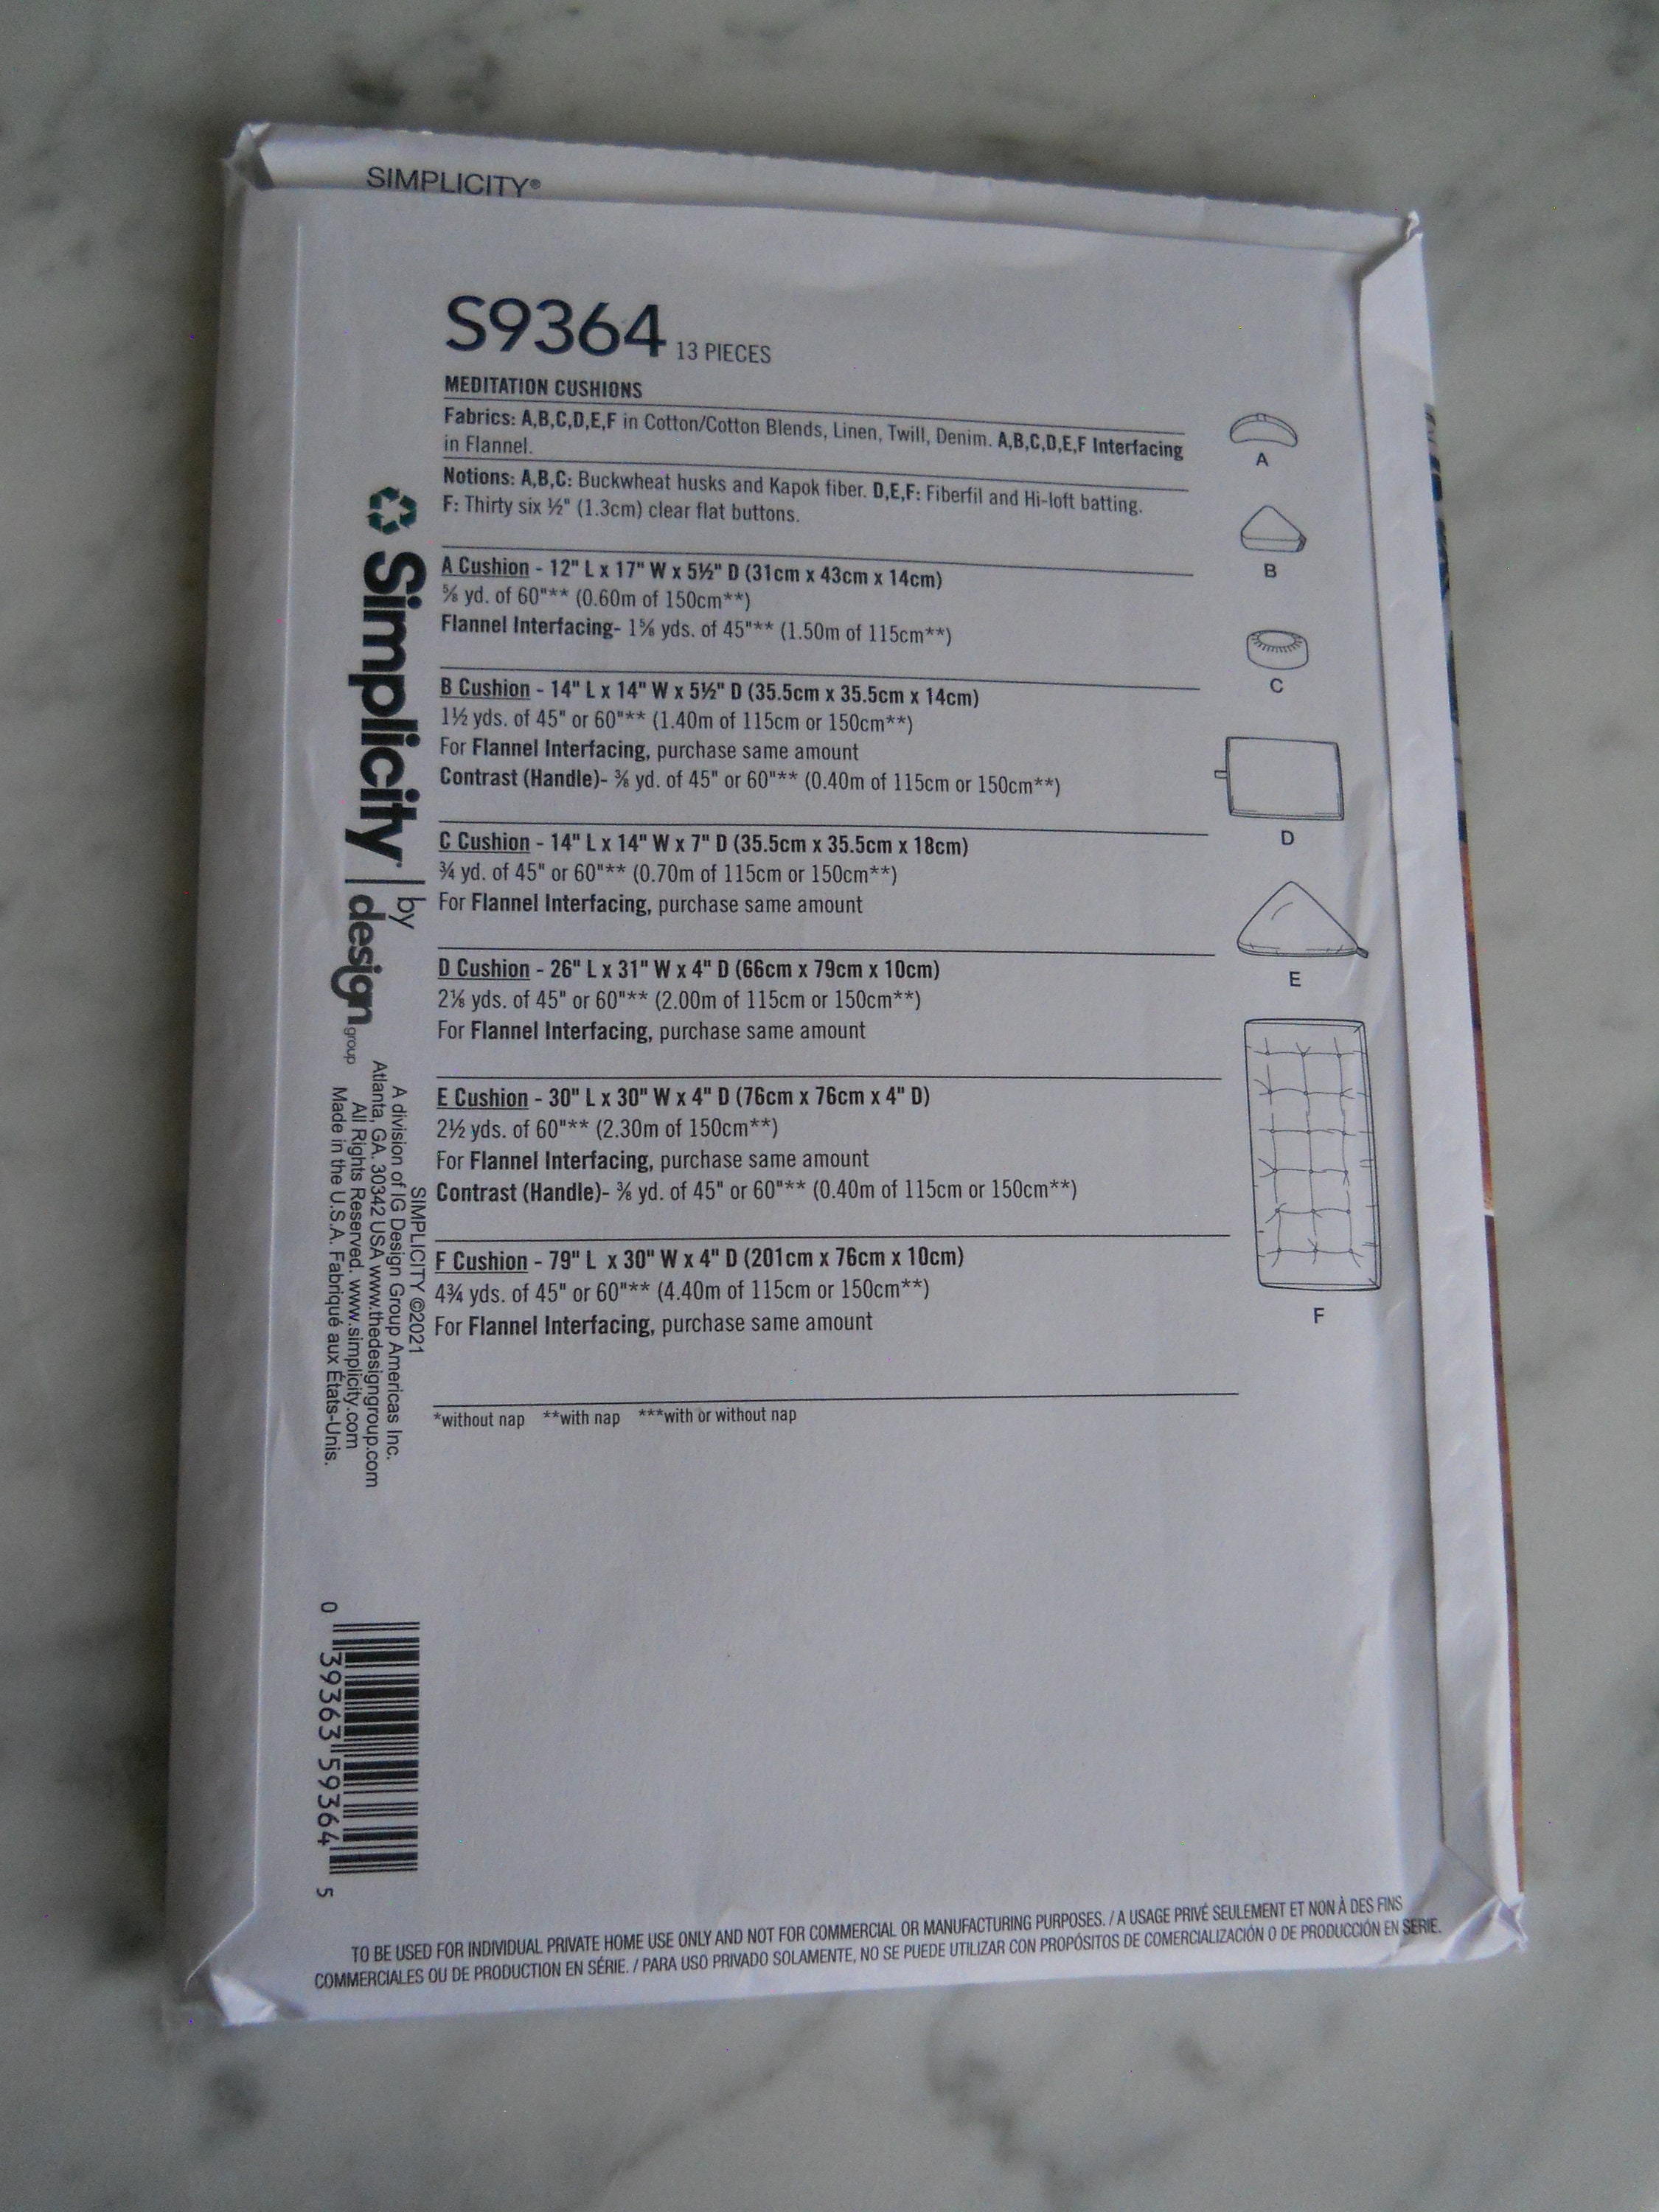 SIMPLICITY®
S9364 13 PIECES
MEDITATION CUSHIONS
Fabrics: A,B,C,D,E,F in Cotton/Cotton Blends, Linen, Twill, Denim. A,B,C,D,E,F Interfacing
in Flannel.
Notions: A,B,C: Buckwheat husks and Kapok fiber. D,E,F: Fiberfil and Hi-loft batting.
F: Thirty six ½" (1.3cm) clear flat buttons.
A Cushion - 12" L x 17" W x 5½" D (31cm x 43cm x 14cm)
⅝ yd. of 60"** (0.60m of 150cm**)
Flannel Interfacing- 1⅝ yds. of 45"** (1.50m of 115cm**)
B Cushion - 14" L x 14" W x 5½" D (35.5cm x 35.5cm x 14cm)
1½ yds. of 45" or 60"** (1.40m of 115cm or 150cm**)
For Flannel Interfacing, purchase same amount
Contrast (Handle)- ⅜ yd. of 45" or 60"** (0.40m of 115cm or 150cm**)
C Cushion - 14" L x 14" W x 7" D (35.5cm x 35.5cm x 18cm)
¾ yd. of 45" or 60"** (0.70m of 115cm or 150cm**)
For Flannel Interfacing, purchase same amount
D Cushion - 26" L x 31" W x 4" D (66cm x 79cm x 10cm)
2⅛ yds. of 45" or 60"** (2.00m of 115cm or 150cm**)
For Flannel Interfacing, purchase same amount
E Cushion - 30" L x 30" W x 4" D (76cm x 76cm x 4" D)
2½ yds. of 60"** (2.30m of 150cm**)
For Flannel Interfacing, purchase same amount
Contrast (Handle)- ⅜ yd. of 45" or 60"** (0.40m of 115cm or 150cm**)
F Cushion - 79" L x 30" W x 4" D (201cm x 76cm x 10cm)
4¾ yds. of 45" or 60"** (4.40m of 115cm or 150cm**)
For Flannel Interfacing, purchase same amount
*without nap **with nap ***with or without nap
A
B
C
D
E
F
Simplicity | by design group
SIMPLICITY ©2021
A division of IG Design Group Americas Inc.
Atlanta, GA. 30342 USA www.thedesigngroup.com
All Rights Reserved. www.simplicity.com
Made in the U.S.A. Fabriqué aux États-Unis.
0 39363 59364 5
TO BE USED FOR INDIVIDUAL PRIVATE HOME USE ONLY AND NOT FOR COMMERCIAL OR MANUFACTURING PURPOSES. / A USAGE PRIVÉ SEULEMENT ET NON À DES FINS
COMMERCIALES OU DE PRODUCTION EN SÉRIE. / PARA USO PRIVADO SOLAMENTE, NO SE PUEDE UTILIZAR CON PROPÓSITOS DE COMERCIALIZACIÓN O DE PRODUCCIÓN EN SERIE.